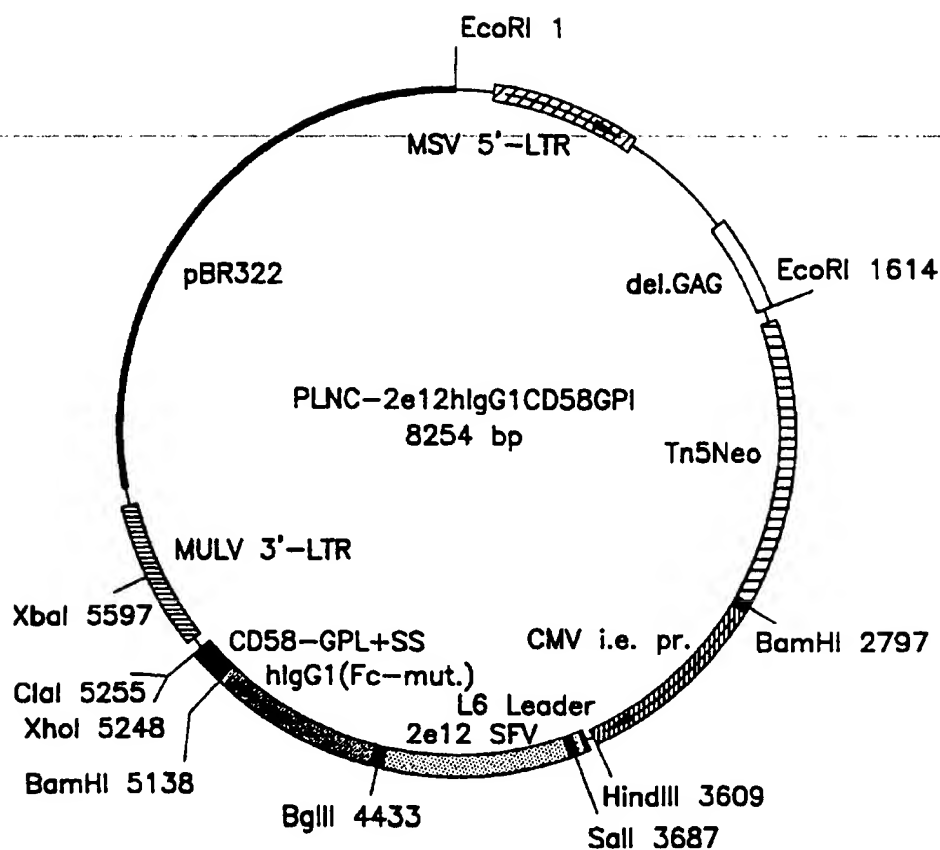 EcoRI 1
MSV 5'-LTR
pBR322
del.GAG
EcoRI 1614
PLNC-2e12hIgG1CD58GPI
8254 bp
Tn5Neo
MULV 3'-LTR
XbaI 5597
CD58-GPL+SS
CMV i.e. pr.
BamHI 2797
hIgG1(Fc-mut.)
ClaI 5255
L6 Leader
XhoI 5248
2e12 SFV
BamHI 5138
HindIII 3609
BglII 4433
SalI 3687